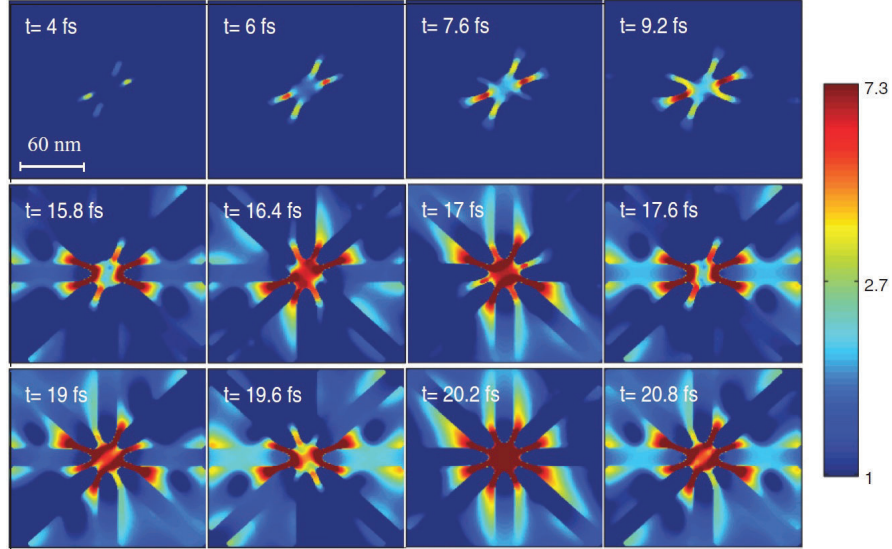 t= 4 fs
t= 6 fs
t= 7.6 fs
t= 9.2 fs
60 nm
t= 15.8 fs
t= 16.4 fs
t= 17 fs
t= 17.6 fs
t= 19 fs
t= 19.6 fs
t= 20.2 fs
t= 20.8 fs
7.3
2.7
1